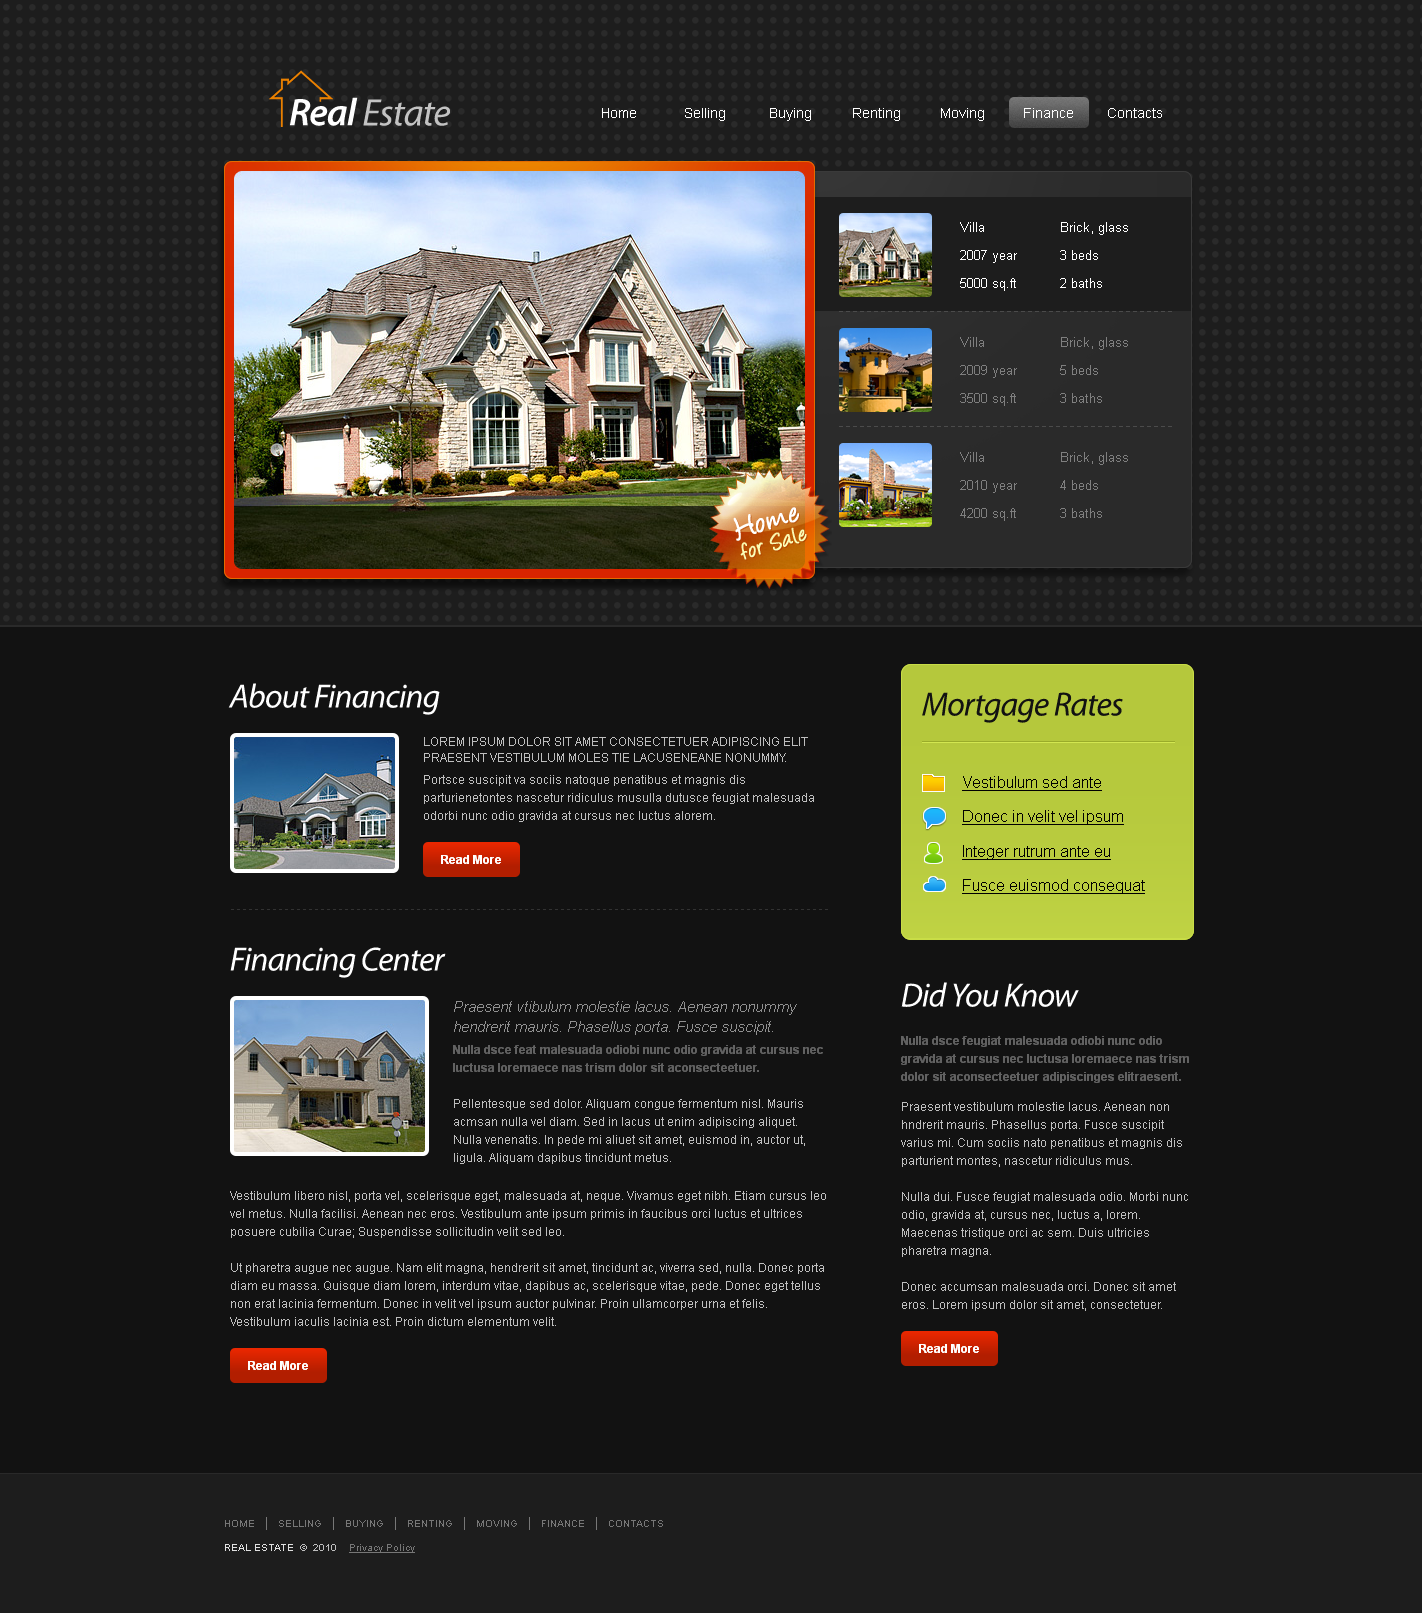 Real Estate
Home
Selling
Buying
Renting
Moving
Finance
Contacts
Villa Brick, glass
2007 year 3 beds
5000 sq.ft 2 baths
Villa Brick, glass
2009 year 5 beds
3500 sq.ft 3 baths
Villa Brick, glass
2010 year 4 beds
4200 sq.ft 3 baths
Home
for Sale
About Financing
LOREM IPSUM DOLOR SIT AMET CONSECTETUER ADIPISCING ELIT
PRAESENT VESTIBULUM MOLES TIE LACUSENEANE NONUMMY.
Portsce suscipit va sociis natoque penatibus et magnis dis
parturienetontes nascetur ridiculus musulla dutusce feugiat malesuada
odorbi nunc odio gravida at cursus nec luctus alorem.
Read More
Financing Center
Praesent vtibulum molestie lacus. Aenean nonummy
hendrerit mauris. Phasellus porta. Fusce suscipit.
Nulla dsce feat malesuada odiobi nunc odio gravida at cursus nec
luctusa loremaece nas trism dolor sit aconsecteetuer.
Pellentesque sed dolor. Aliquam congue fermentum nisl. Mauris
acmsan nulla vel diam. Sed in lacus ut enim adipiscing aliquet.
Nulla venenatis. In pede mi aliuet sit amet, euismod in, auctor ut,
ligula. Aliquam dapibus tincidunt metus.
Vestibulum libero nisl, porta vel, scelerisque eget, malesuada at, neque. Vivamus eget nibh. Etiam cursus leo
vel metus. Nulla facilisi. Aenean nec eros. Vestibulum ante ipsum primis in faucibus orci luctus et ultrices
posuere cubilia Curae; Suspendisse sollicitudin velit sed leo.
Ut pharetra augue nec augue. Nam elit magna, hendrerit sit amet, tincidunt ac, viverra sed, nulla. Donec porta
diam eu massa. Quisque diam lorem, interdum vitae, dapibus ac, scelerisque vitae, pede. Donec eget tellus
non erat lacinia fermentum. Donec in velit vel ipsum auctor pulvinar. Proin ullamcorper urna et felis.
Vestibulum iaculis lacinia est. Proin dictum elementum velit.
Read More
Mortgage Rates
Vestibulum sed ante
Donec in velit vel ipsum
Integer rutrum ante eu
Fusce euismod consequat
Did You Know
Nulla dsce feugiat malesuada odiobi nunc odio
gravida at cursus nec luctusa loremaece nas trism
dolor sit aconsecteetuer adipiscinges elitraesent.
Praesent vestibulum molestie lacus. Aenean non
hndrerit mauris. Phasellus porta. Fusce suscipit
varius mi. Cum sociis nato penatibus et magnis dis
parturient montes, nascetur ridiculus mus.
Nulla dui. Fusce feugiat malesuada odio. Morbi nunc
odio, gravida at, cursus nec, luctus a, lorem.
Maecenas tristique orci ac sem. Duis ultricies
pharetra magna.
Donec accumsan malesuada orci. Donec sit amet
eros. Lorem ipsum dolor sit amet, consectetuer.
Read More
HOME | SELLING | BUYING | RENTING | MOVING | FINANCE | CONTACTS
REAL ESTATE © 2010 Privacy Policy